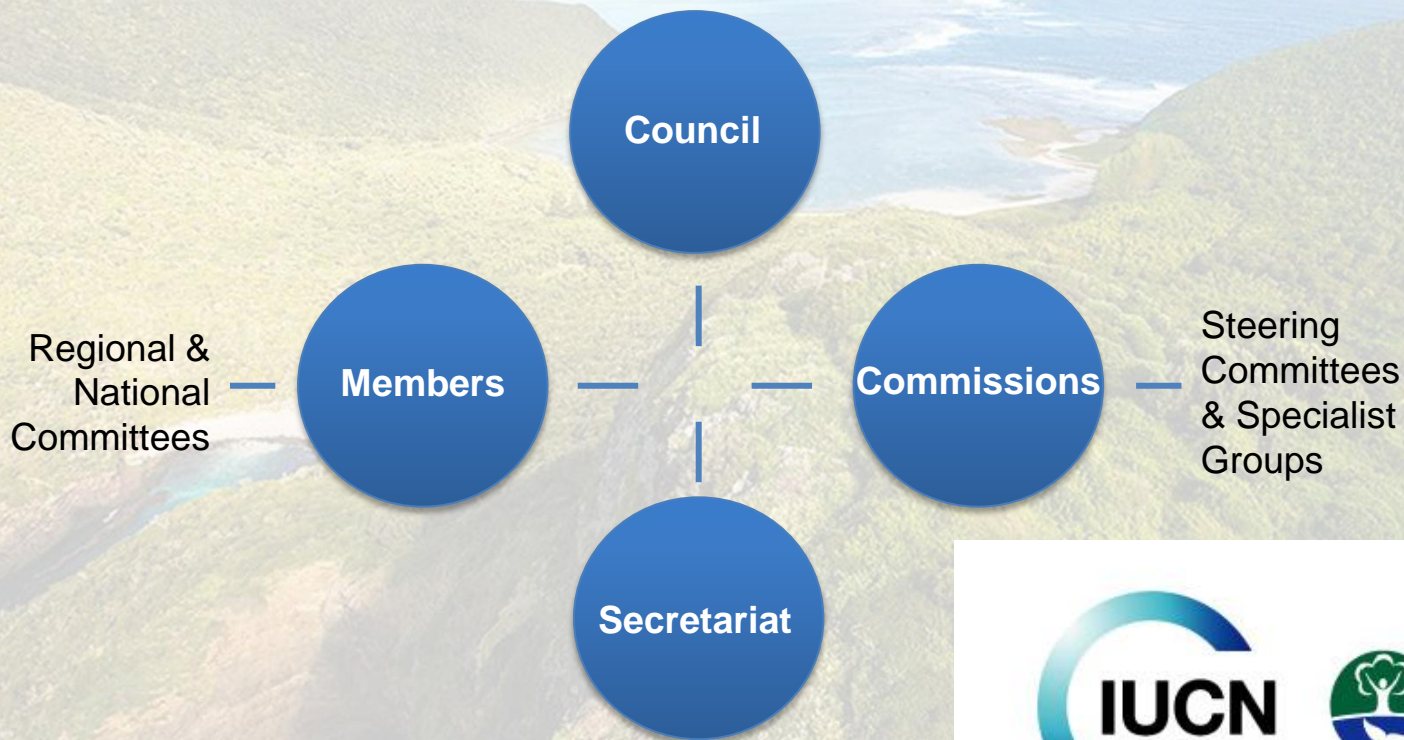 Council
Regional &
National
Committees
Members
Commissions
Steering
Committees
& Specialist
Groups
Secretariat
IUCN